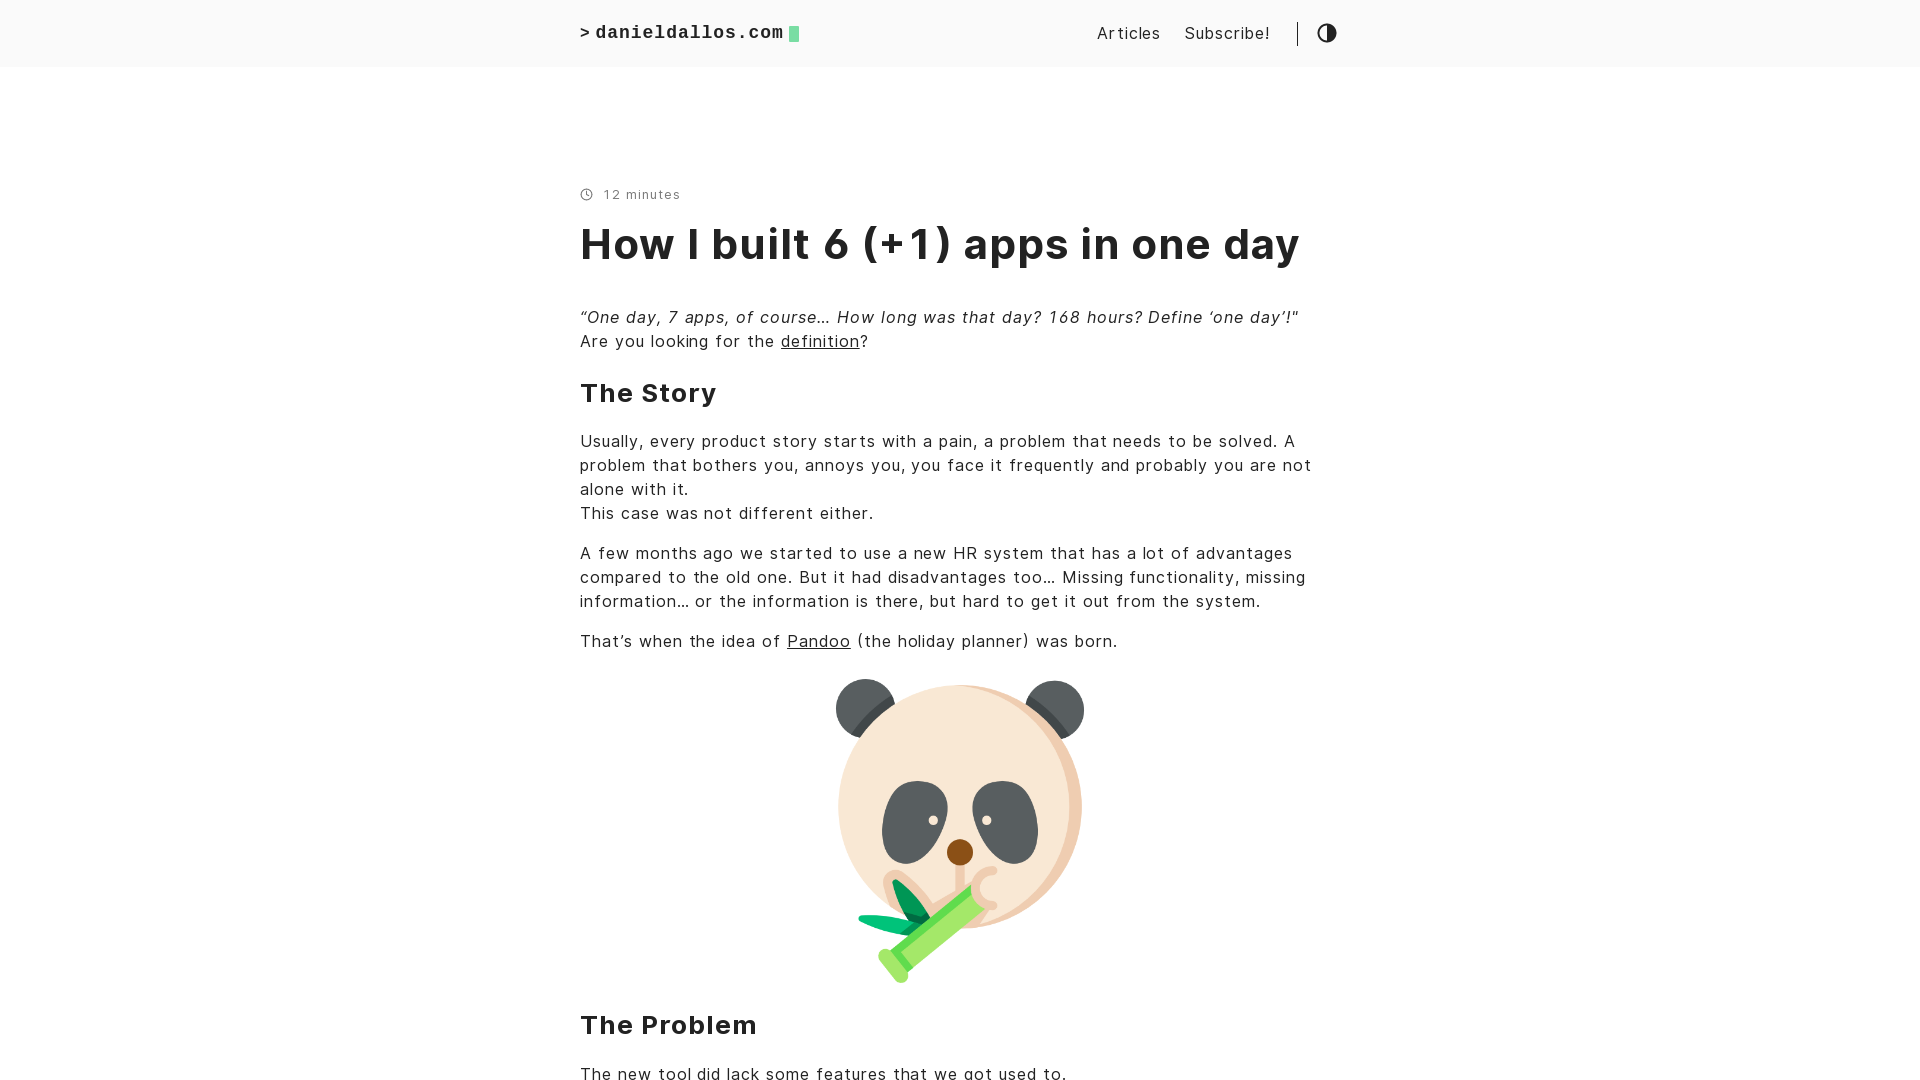 > danieldallos.com
Articles
Subscribe!
12 minutes
How I built 6 (+1) apps in one day
“One day, 7 apps, of course… How long was that day? 168 hours? Define ‘one day’!"
Are you looking for the definition?
The Story
Usually, every product story starts with a pain, a problem that needs to be solved. A
problem that bothers you, annoys you, you face it frequently and probably you are not
alone with it.
This case was not different either.
A few months ago we started to use a new HR system that has a lot of advantages
compared to the old one. But it had disadvantages too… Missing functionality, missing
information… or the information is there, but hard to get it out from the system.
That’s when the idea of Pandoo (the holiday planner) was born.
The Problem
The new tool did lack some features that we got used to.